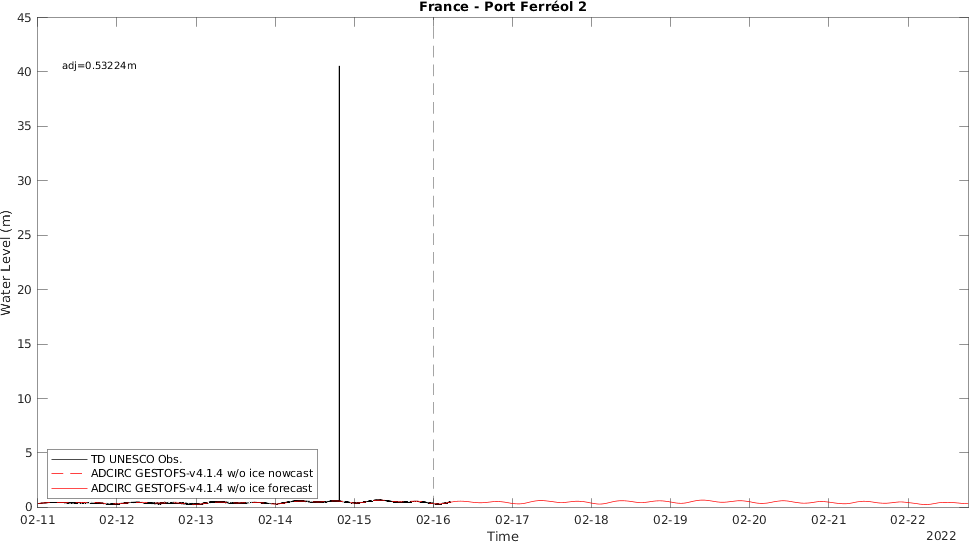 France - Port Ferréol 2
adj=0.53224m
45
40
35
30
25
20
15
10
5
0
Water Level (m)
TD UNESCO Obs.
ADCIRC GESTOFS-v4.1.4 w/o ice nowcast
ADCIRC GESTOFS-v4.1.4 w/o ice forecast
02-11 02-12 02-13 02-14 02-15 02-16 02-17 02-18 02-19 02-20 02-21 02-22
Time
2022